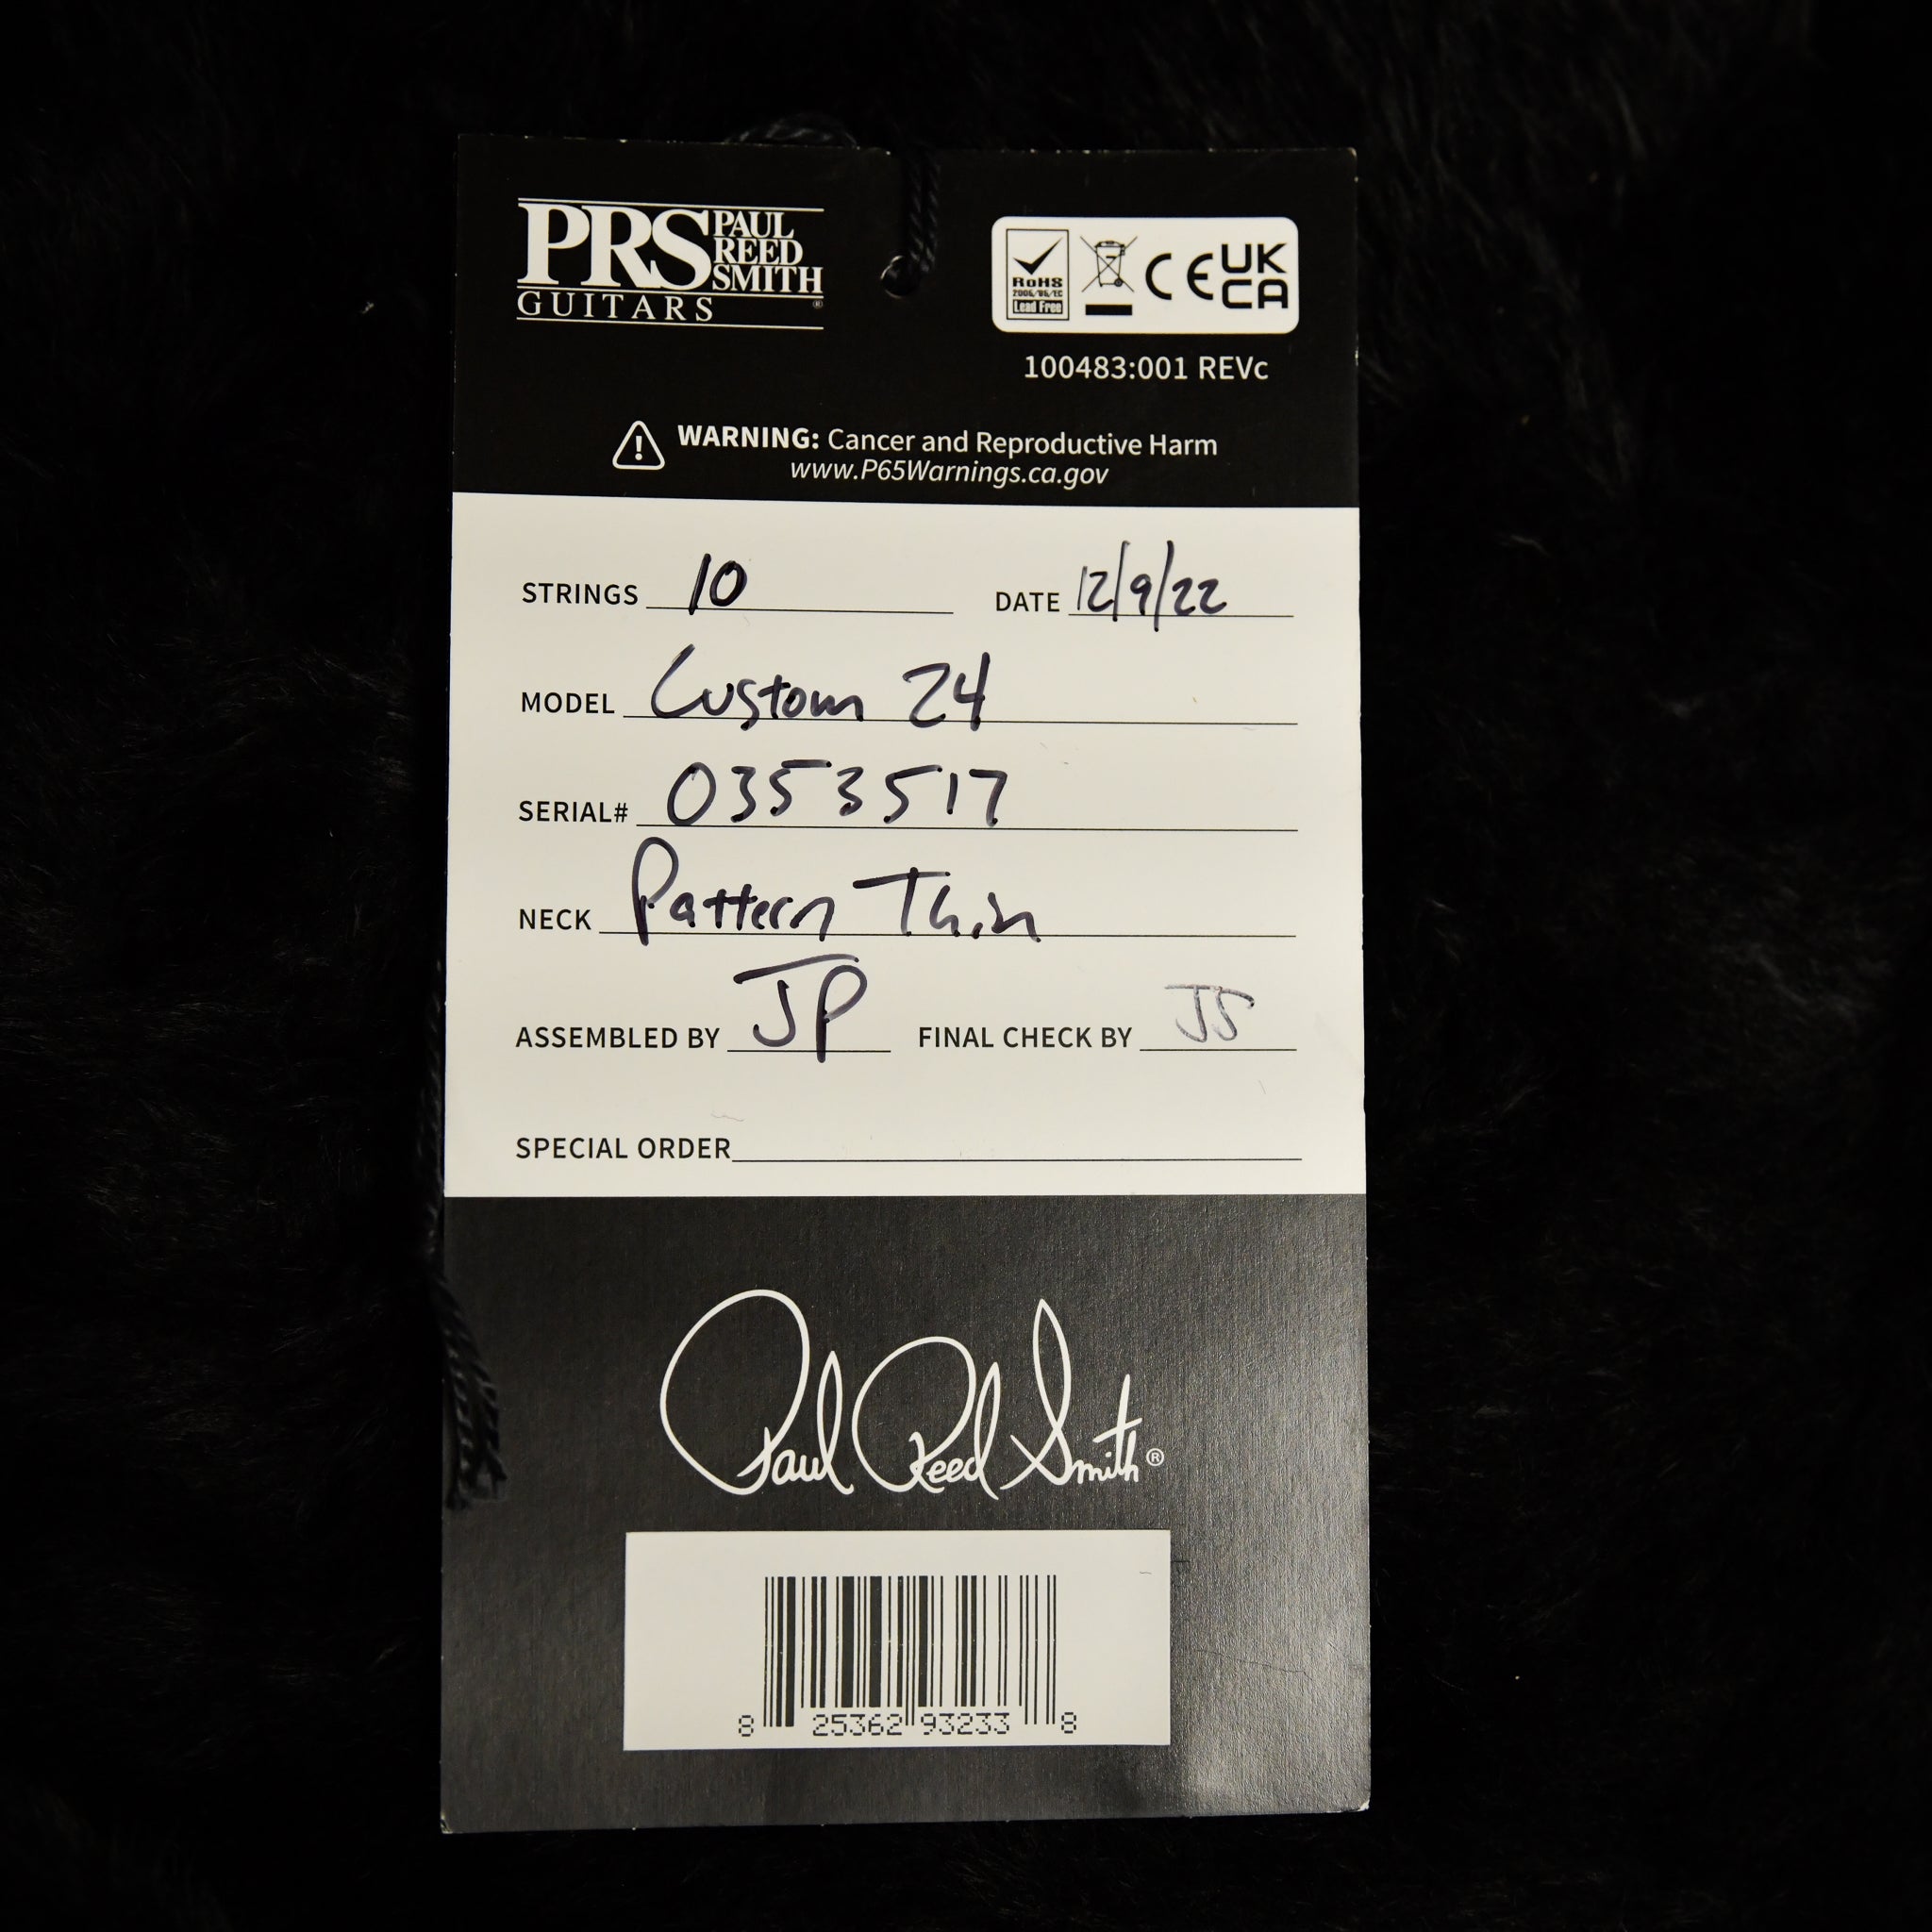 PRS PAUL REED SMITH
GUITARS ®
RoHS
2005/95/EC
Lead Free
CE UK CA
100483:001 REVc
WARNING: Cancer and Reproductive Harm
www.P65Warnings.ca.gov
STRINGS 10 DATE 12/9/22
MODEL Custom 24
SERIAL# 0353517
NECK Pattern Thin
ASSEMBLED BY JP FINAL CHECK BY JS
SPECIAL ORDER
Paul Reed Smith®
8 25362 93233 8